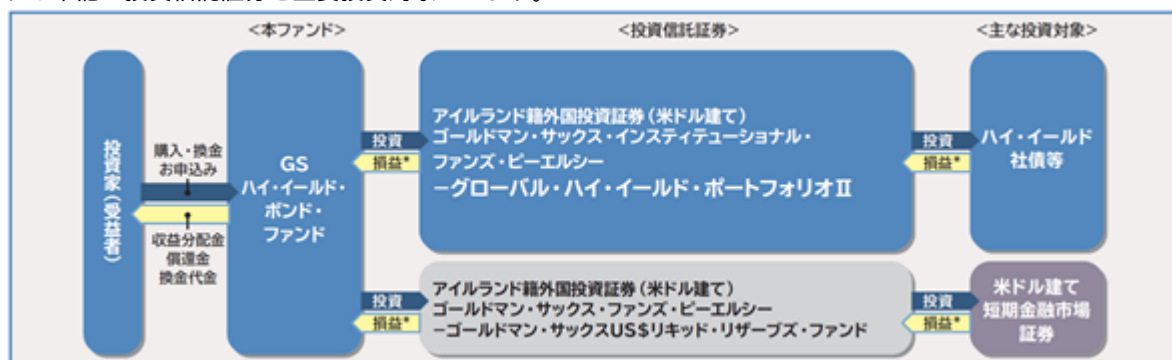 <本ファンド>
<投資信託証券>
<主な投資対象>
投資家(受益者)
購入・換金
お申込み
収益分配金
償還金
換金代金
GS
ハイ・イールド・
ボンド・
ファンド
投資
損益*
アイルランド籍外国投資証券(米ドル建て)
ゴールドマン・サックス・インスティテューショナル・
ファンズ・ピーエルシー
-グローバル・ハイ・イールド・ポートフォリオⅡ
投資
損益*
ハイ・イールド
社債等
投資
損益*
アイルランド籍外国投資証券(米ドル建て)
ゴールドマン・サックス・ファンズ・ピーエルシー
-ゴールドマン・サックスUS$リキッド・リザーブズ・ファンド
投資
損益*
米ドル建て
短期金融市場
証券